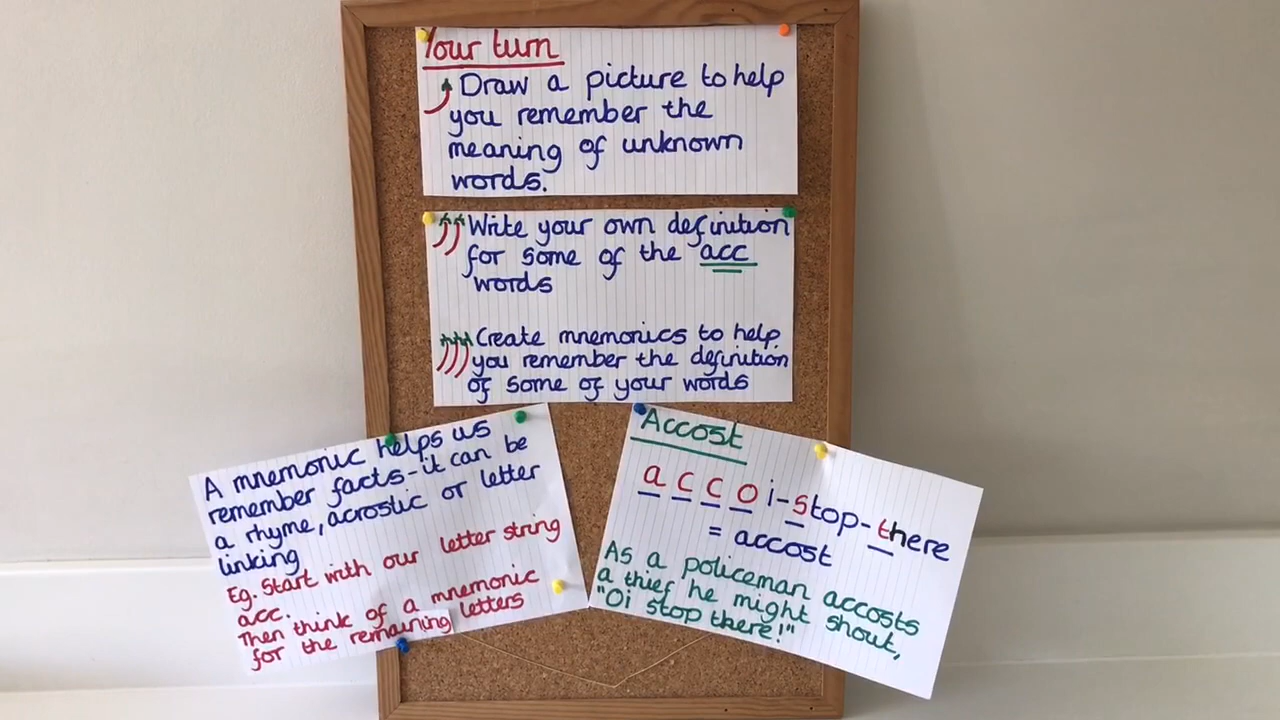 Your turn
Draw a picture to help
you remember the
meaning of unknown
words.
Write your own definition
for some of the acc
words
Create mnemonics to help
you remember the definition
of some of your words
A mnemonic helps us
remember facts-it can be
a rhyme, acrostic or letter
linking
Eg. Start with our letter string
acc.
Then think of a mnemonic
for the remaining letters
Accost
a c c o i-stop-there
= accost
As a policeman accosts
a thief he might shout,
"Oi stop there!"